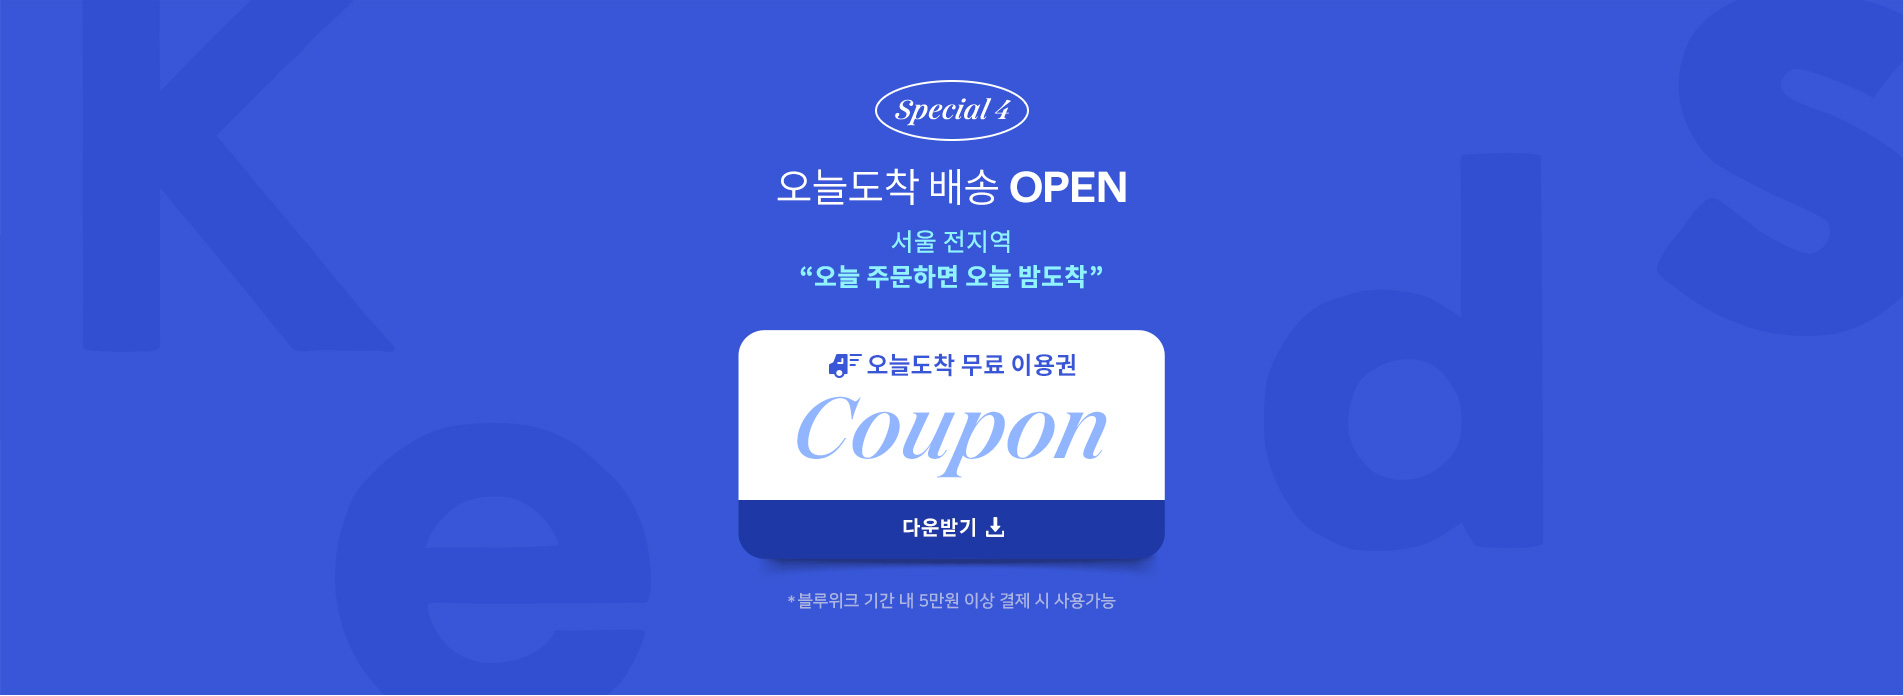 Special 4
오늘도착 배송 OPEN
서울 전지역
“오늘 주문하면 오늘 밤도착”
오늘도착 무료 이용권
Coupon
다운받기
*블루위크 기간 내 5만원 이상 결제 시 사용가능
K e d s